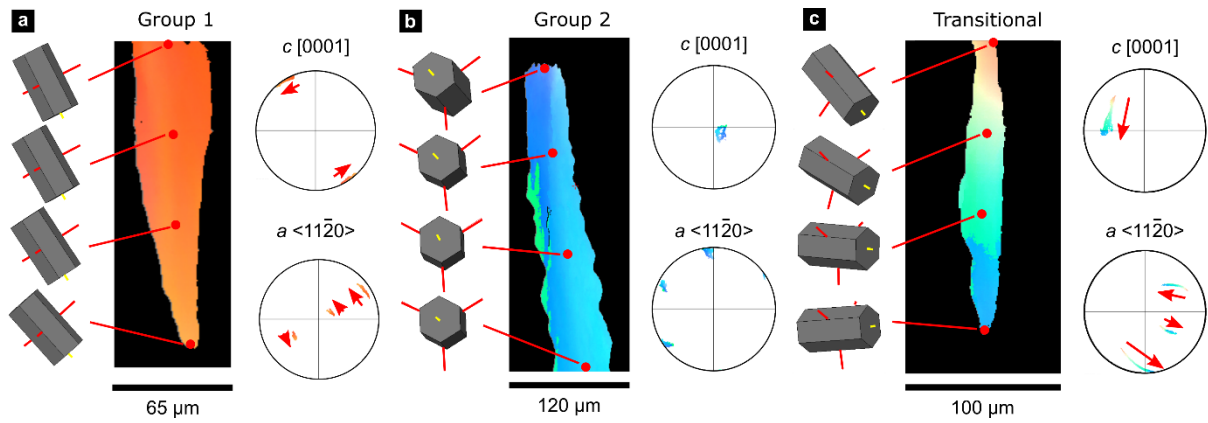 a
Group 1
c [0001]
a <112̅0>
65 µm
b
Group 2
c [0001]
a <112̅0>
120 µm
c
Transitional
c [0001]
a <112̅0>
100 µm